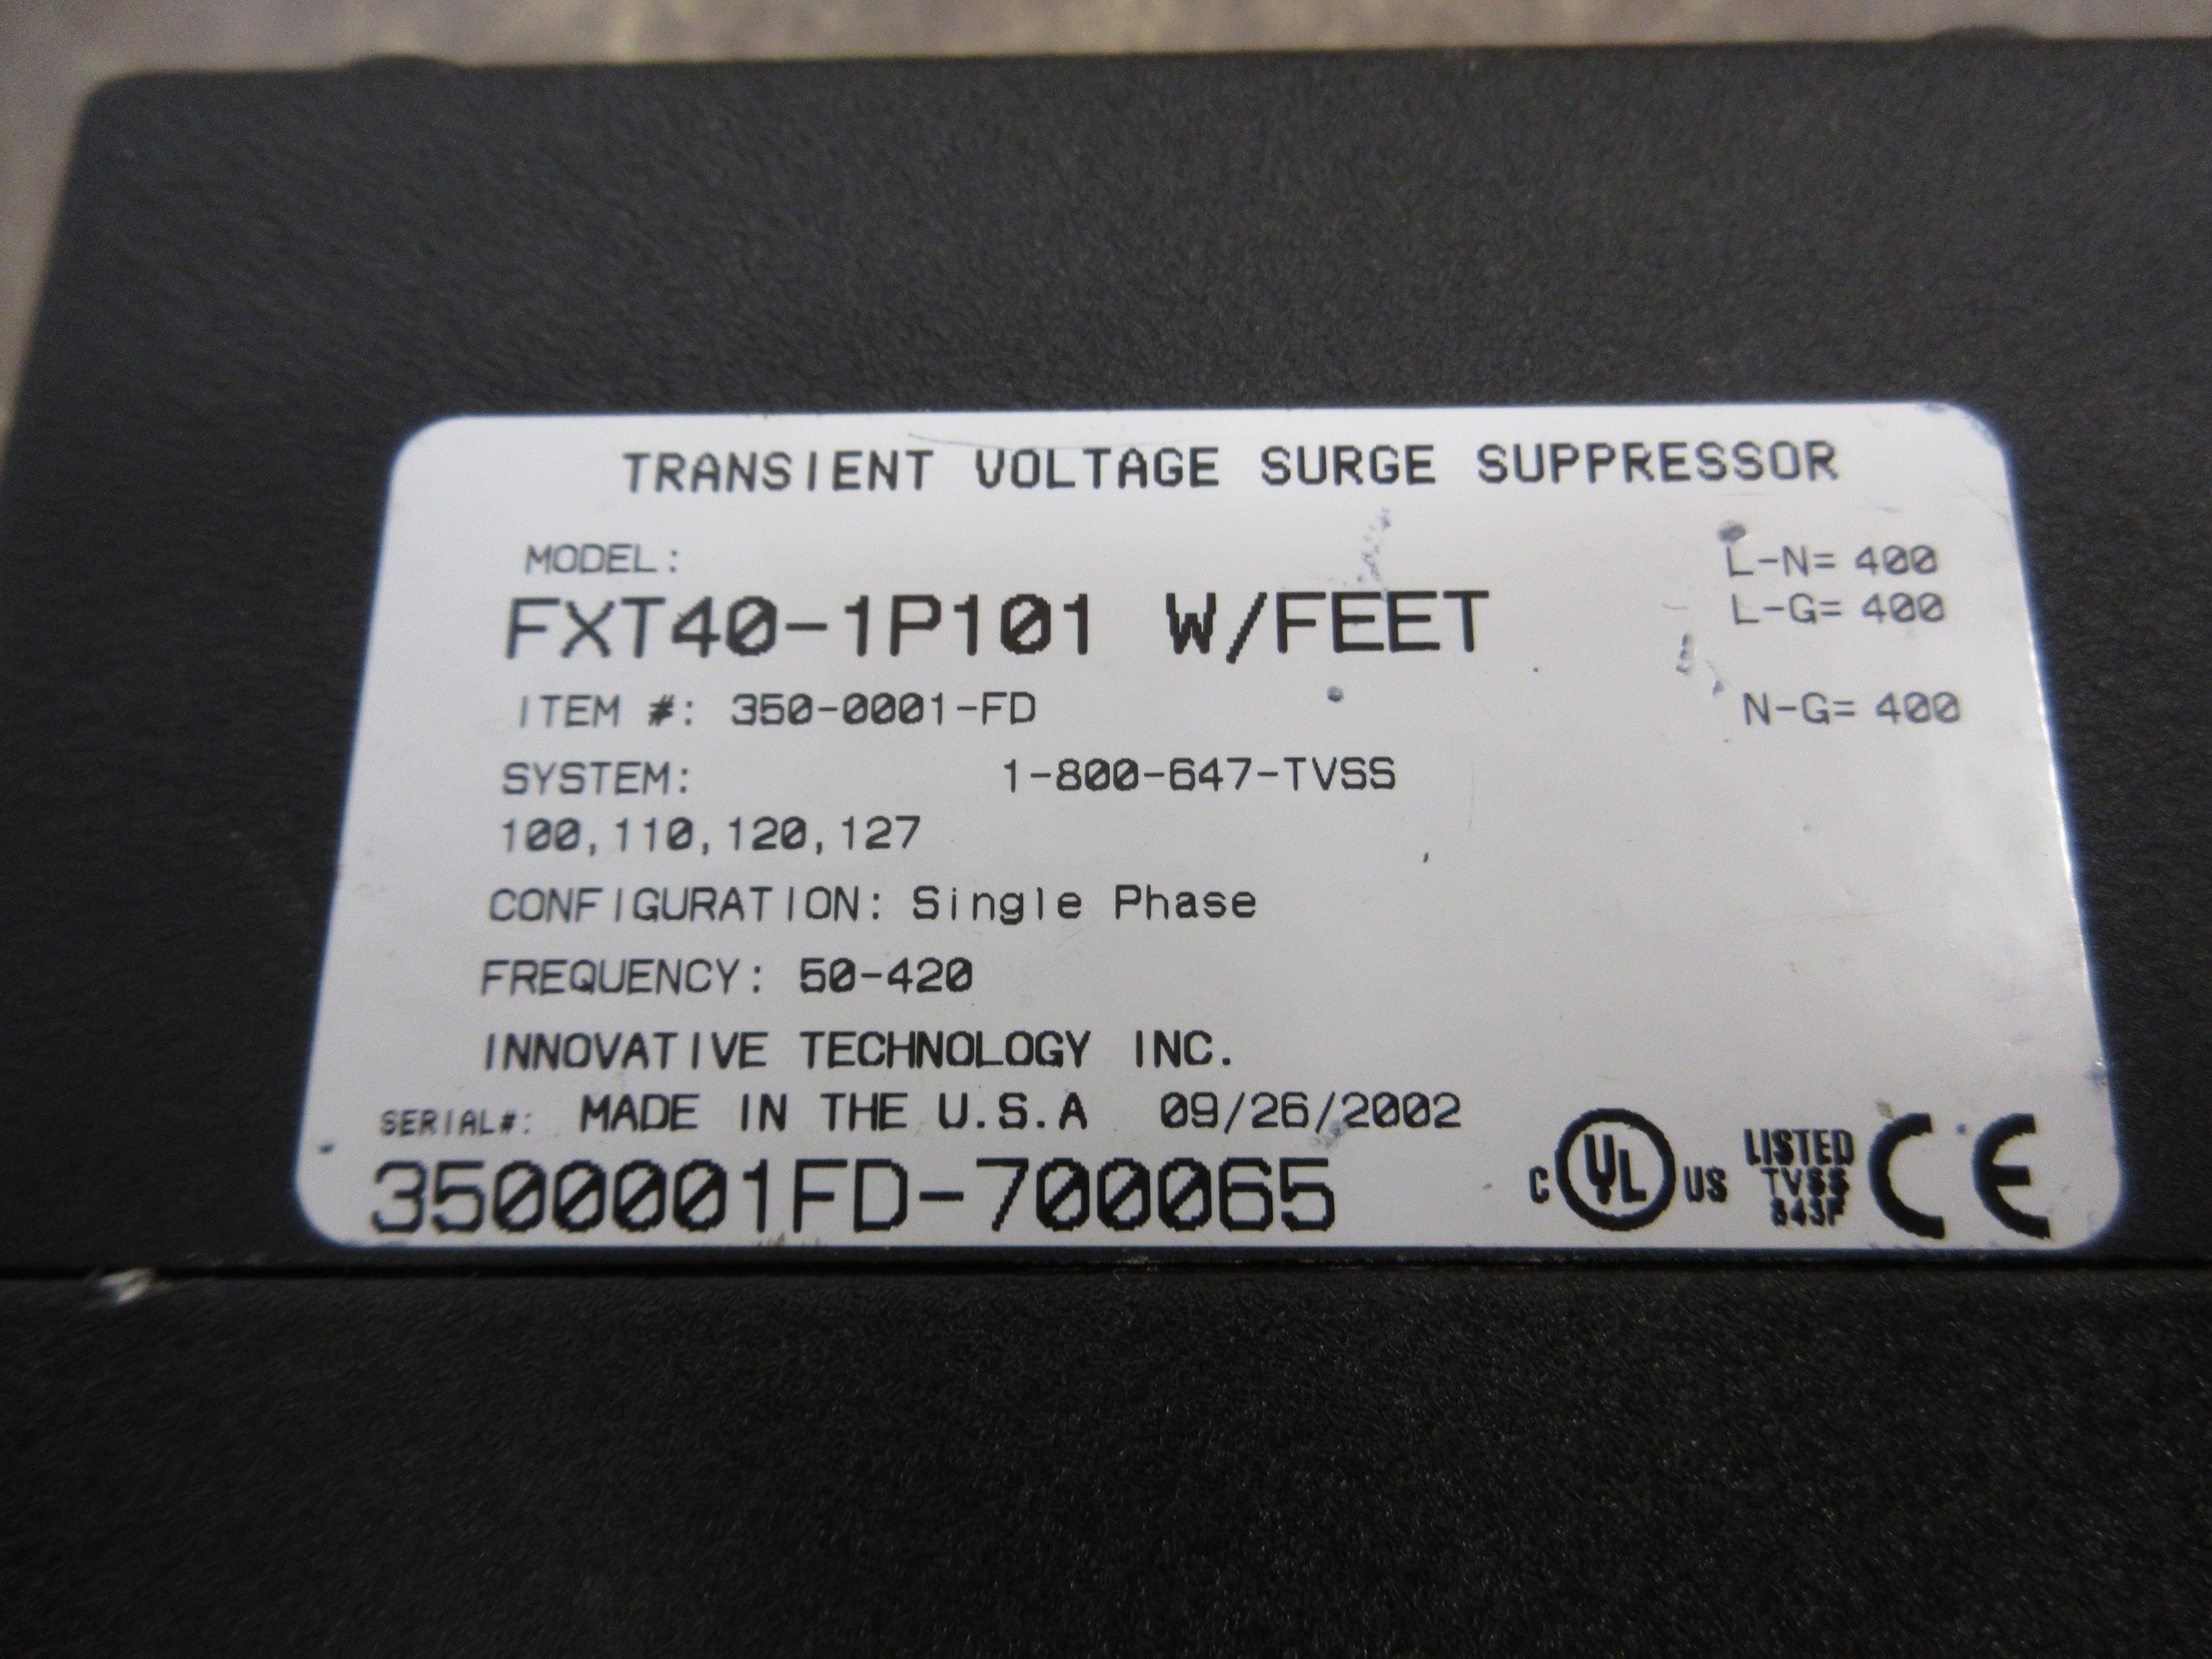 TRANSIENT VOLTAGE SURGE SUPPRESSOR
MODEL:
L-N= 400
FXT40-1P101 W/FEET
L-G= 400
ITEM #: 350-0001-FD
N-G= 400
SYSTEM: 1-800-647-TVSS
100,110,120,127
CONFIGURATION: Single Phase
FREQUENCY: 50-420
INNOVATIVE TECHNOLOGY INC.
SERIAL#: MADE IN THE U.S.A 09/26/2002
3500001FD-700065
C UL US
LISTED
TVSS
843F
CE